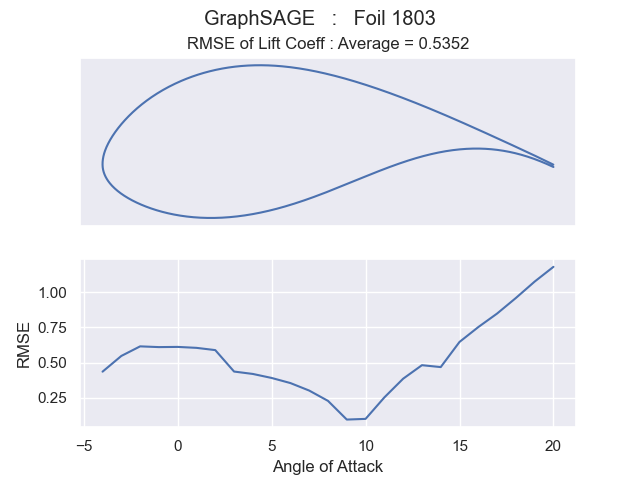 GraphSAGE   :   Foil 1803
RMSE of Lift Coeff : Average = 0.5352
1.00
0.75
0.50
0.25
RMSE
−5
0
5
10
15
20
Angle of Attack